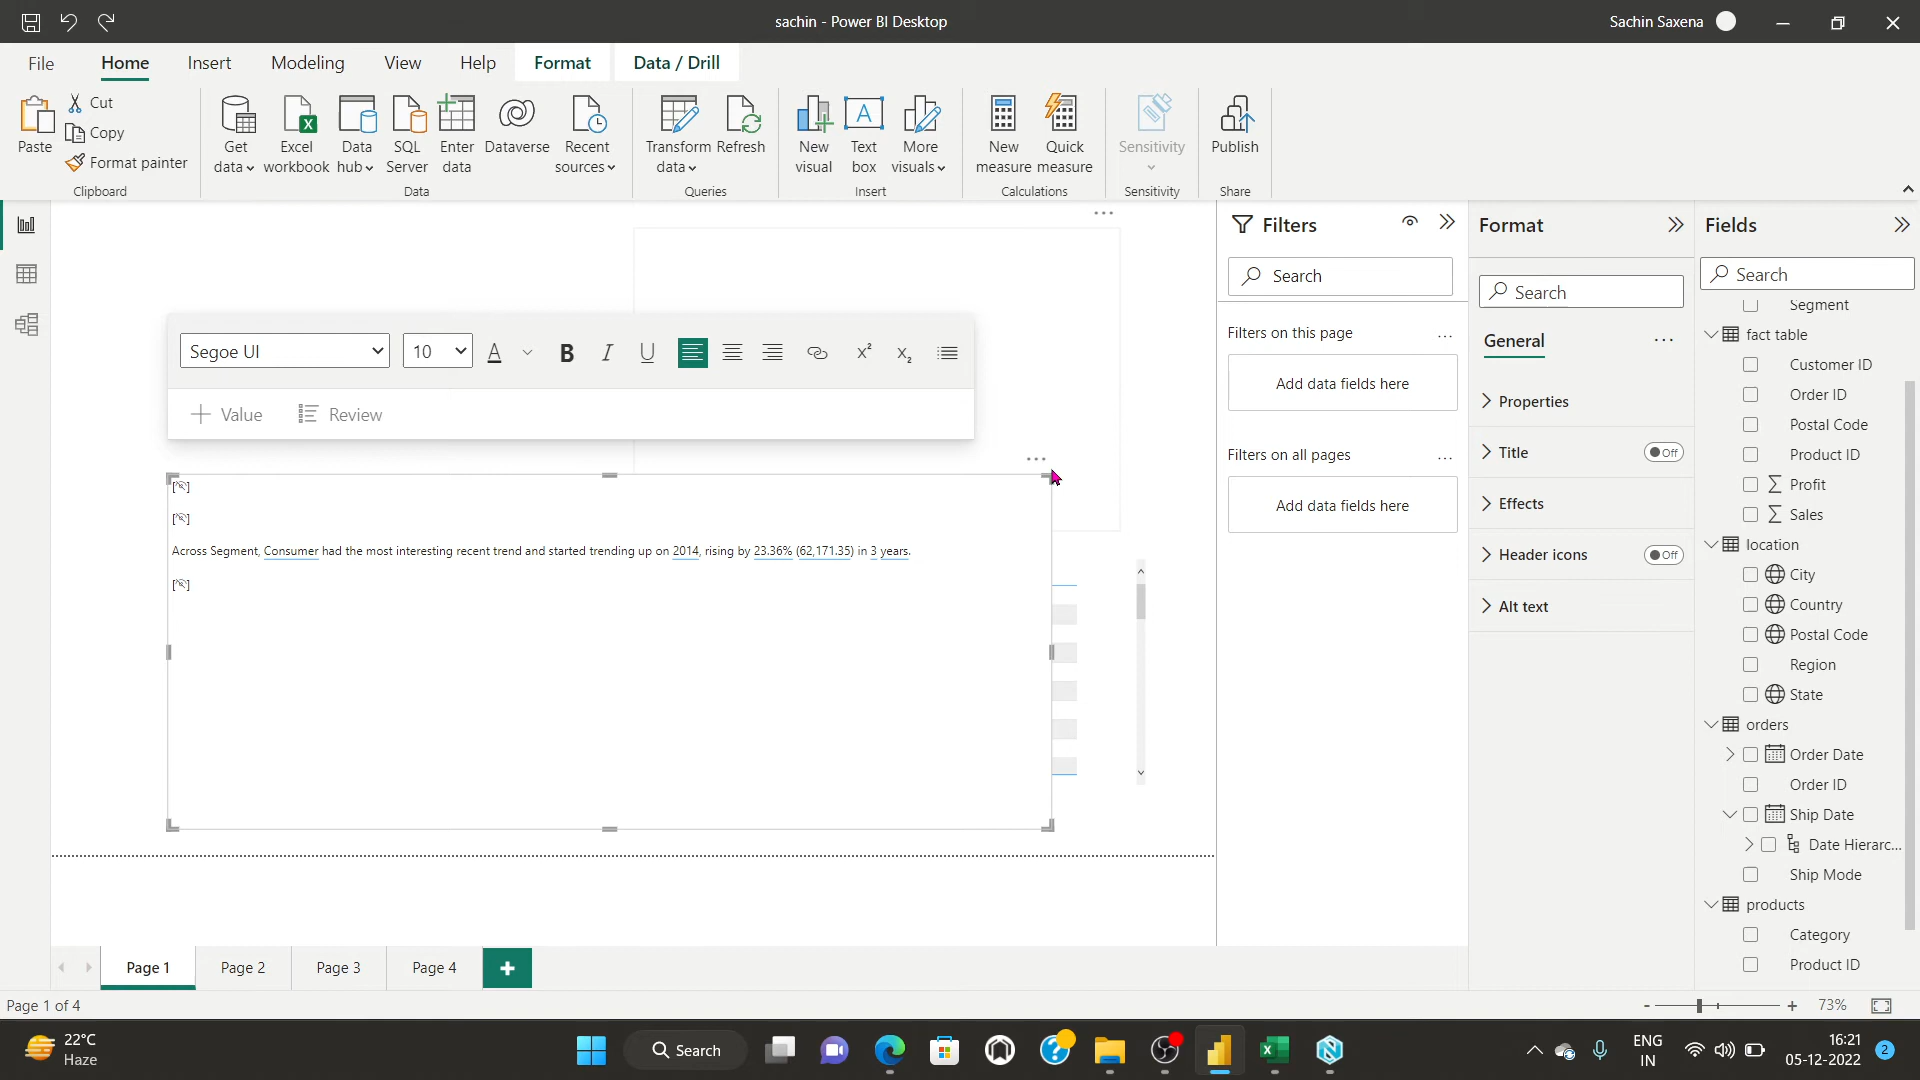 sachin - Power BI Desktop
Sachin Saxena
File
Home
Insert
Modeling
View
Help
Format
Data / Drill
Paste
Cut
Copy
Format painter
Clipboard
Get data
Excel workbook
Data hub
SQL Server
Enter data
Dataverse
Recent sources
Data
Transform data
Refresh
Queries
New visual
Text box
More visuals
Insert
New measure
Quick measure
Calculations
Sensitivity
Sensitivity
Publish
Share
Segoe UI
10
A
B
I
U
x²
x₂
Value
Review
Across Segment, Consumer had the most interesting recent trend and started trending up on 2014, rising by 23.36% (62,171.35) in 3 years.
Filters
Search
Filters on this page
Add data fields here
Filters on all pages
Add data fields here
Format
Search
General
Properties
Title
Off
Effects
Header icons
Off
Alt text
Fields
Search
Segment
fact table
Customer ID
Order ID
Postal Code
Product ID
Profit
Sales
location
City
Country
Postal Code
Region
State
orders
Order Date
Order ID
Ship Date
Date Hierarc...
Ship Mode
products
Category
Product ID
Page 1
Page 2
Page 3
Page 4
Page 1 of 4
73%
22°C
Haze
Search
ENG
IN
16:21
05-12-2022
2